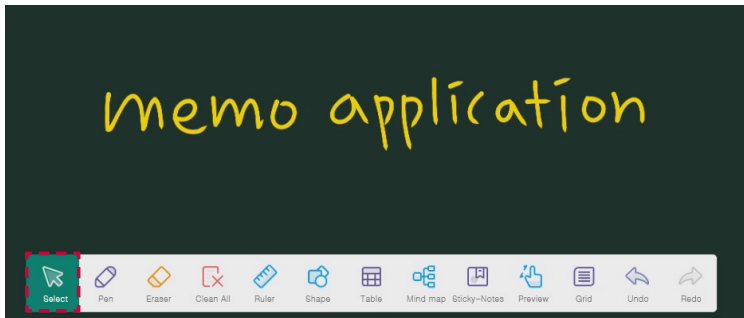 memo application
Select Pen Eraser Clean All Ruler Shape Table Mind map Sticky-Notes Preview Grid Undo Redo